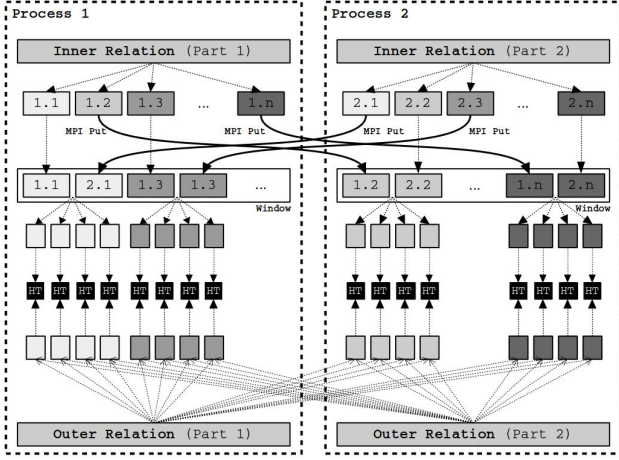 Process 1
Process 2
Inner Relation (Part 1)
Inner Relation (Part 2)
1.1 1.2 1.3 ... 1.n
2.1 2.2 2.3 ... 2.n
MPI Put MPI Put MPI Put MPI Put
1.1 2.1 1.3 1.3 ...
1.2 2.2 ... 1.n 2.n
Window
Window
HT HT HT HT HT HT HT HT
HT HT HT HT HT HT HT HT
Outer Relation (Part 1)
Outer Relation (Part 2)